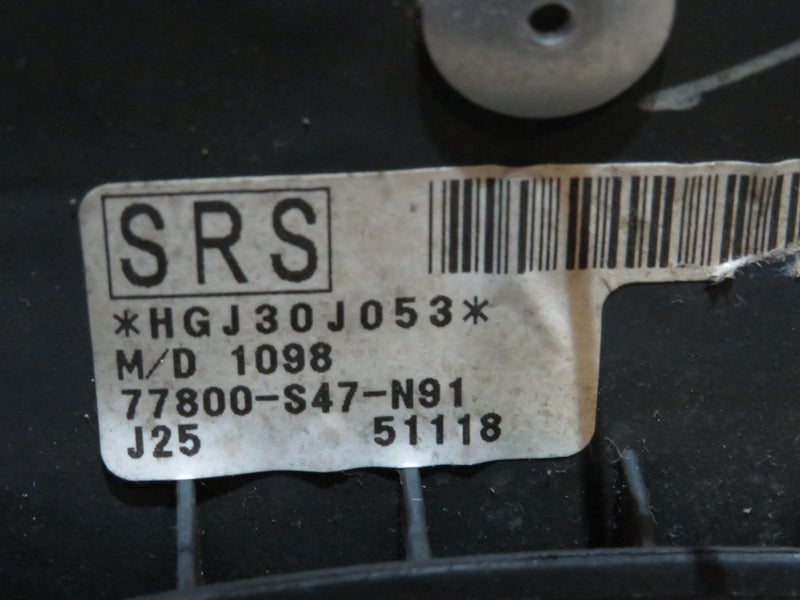 SRS
*HGJ30J053*
M/D 1098
77800-S47-N91
J25 51118